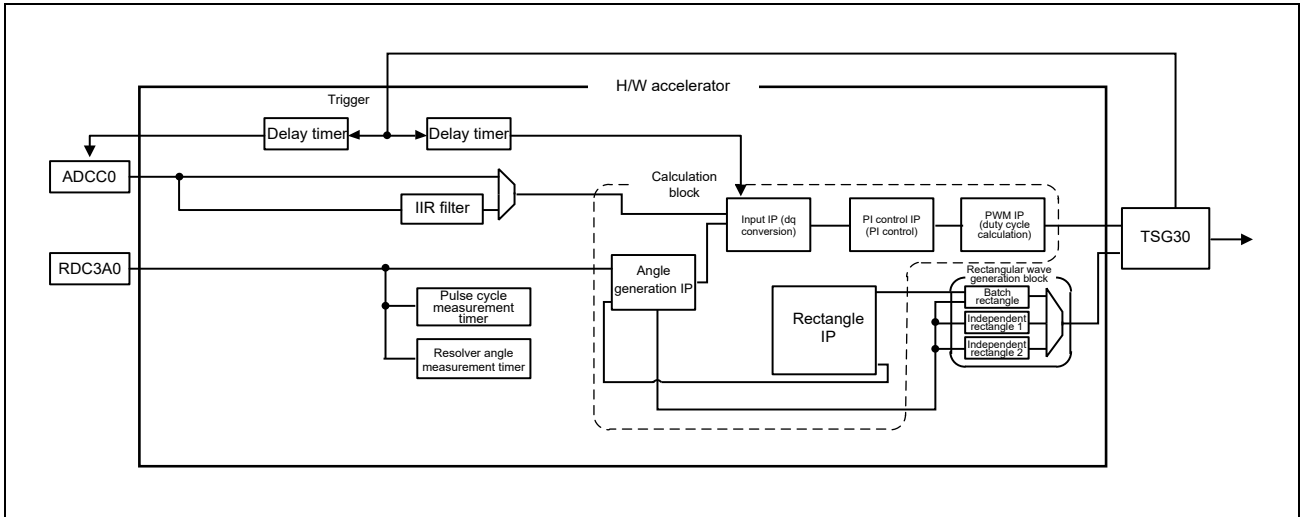 H/W accelerator
Trigger
Delay timer
Delay timer
ADCC0
IIR filter
Calculation
block
Input IP (dq
conversion)
PI control IP
(PI control)
PWM IP
(duty cycle
calculation)
TSG30
RDC3A0
Angle
generation IP
Pulse cycle
measurement
timer
Resolver angle
measurement timer
Rectangle
IP
Rectangular wave
generation block
Batch
rectangle
Independent
rectangle 1
Independent
rectangle 2